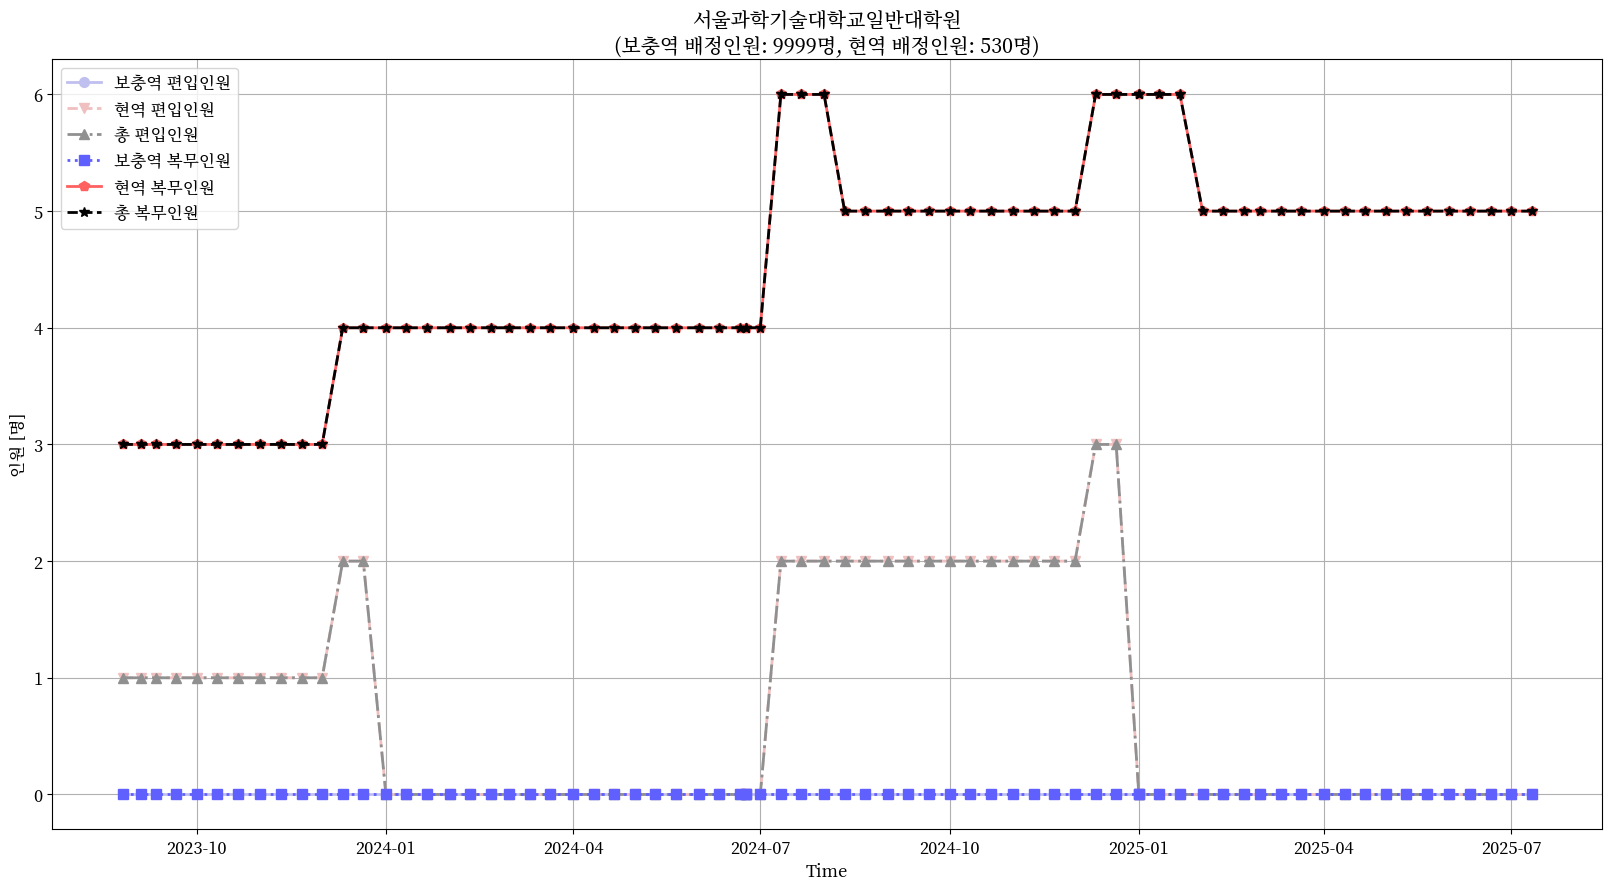 서울과학기술대학교일반대학원
(보충역 배정인원: 9999명, 현역 배정인원: 530명)
보충역 편입인원
현역 편입인원
총 편입인원
보충역 복무인원
현역 복무인원
총 복무인원
인원 [명]
6
5
4
3
2
1
0
2023-10
2024-01
2024-04
2024-07
2024-10
2025-01
2025-04
2025-07
Time